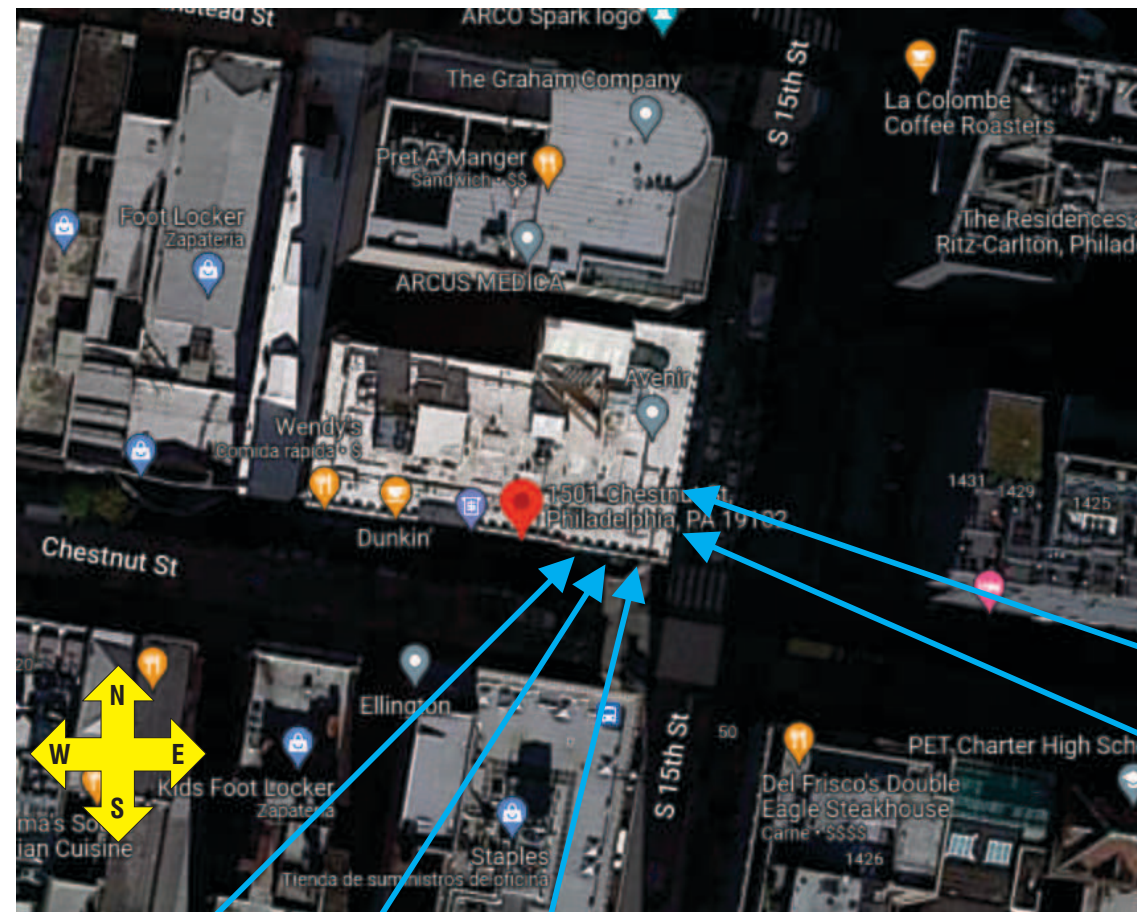 ARCO Spark logo
The Graham Company
S 15th St
La Colombe
Coffee Roasters
Pret A Manger
Sandwich • $$
Foot Locker
Zapatería
ARCUS MEDICA
The Residences
Ritz-Carlton, Philad
Avenir
Wendy's
Comida rápida • $
1501 Chestnut St,
Philadelphia, PA 19102
1431
1429
1425
Dunkin'
Chestnut St
N
W
E
S
Ellington
50
PET Charter High Sch
Kids Foot Locker
Zapatería
S 15th St
Del Frisco's Double
Eagle Steakhouse
Carne • $$$$
1426
ian Cuisine
Staples
Tienda de suministros de oficina